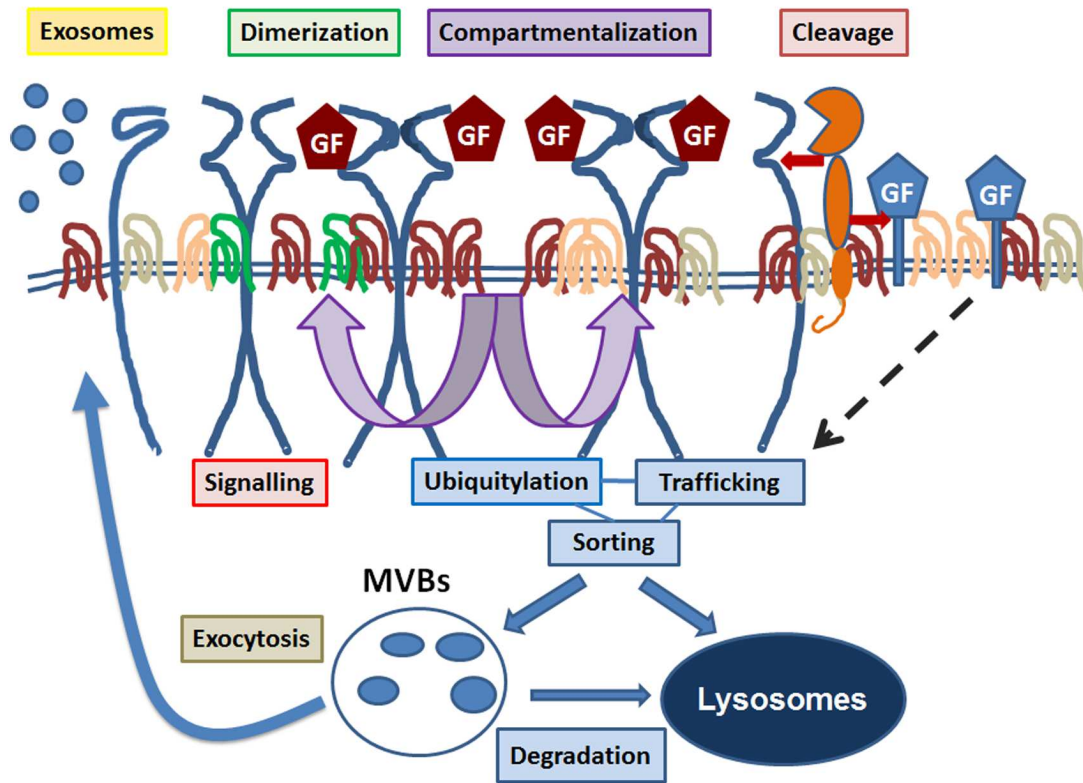 Exosomes
Dimerization
Compartmentalization
Cleavage
GF
GF
GF
GF
GF
GF
Signalling
Ubiquitylation
Trafficking
Sorting
MVBs
Exocytosis
Lysosomes
Degradation